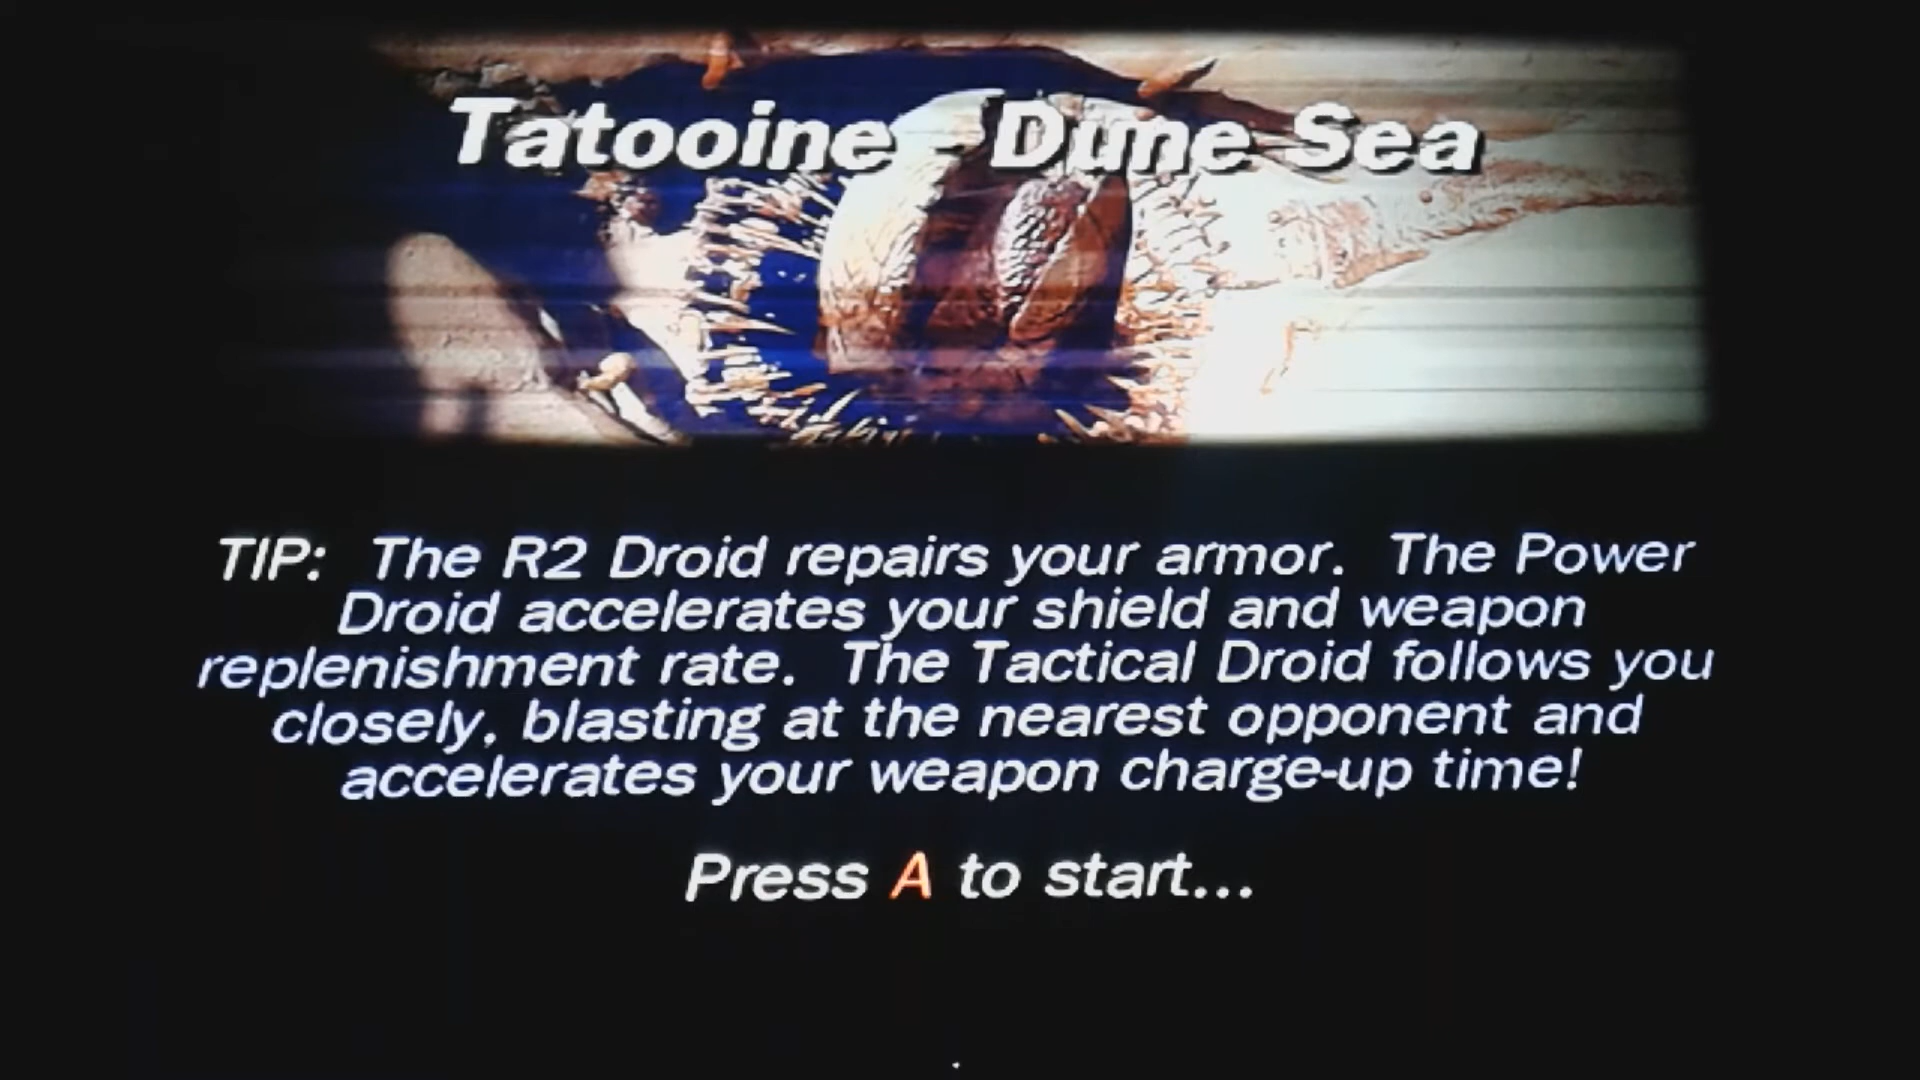 Tatooine - Dune Sea
TIP: The R2 Droid repairs your armor. The Power
Droid accelerates your shield and weapon
replenishment rate. The Tactical Droid follows you
closely, blasting at the nearest opponent and
accelerates your weapon charge-up time!
Press A to start...